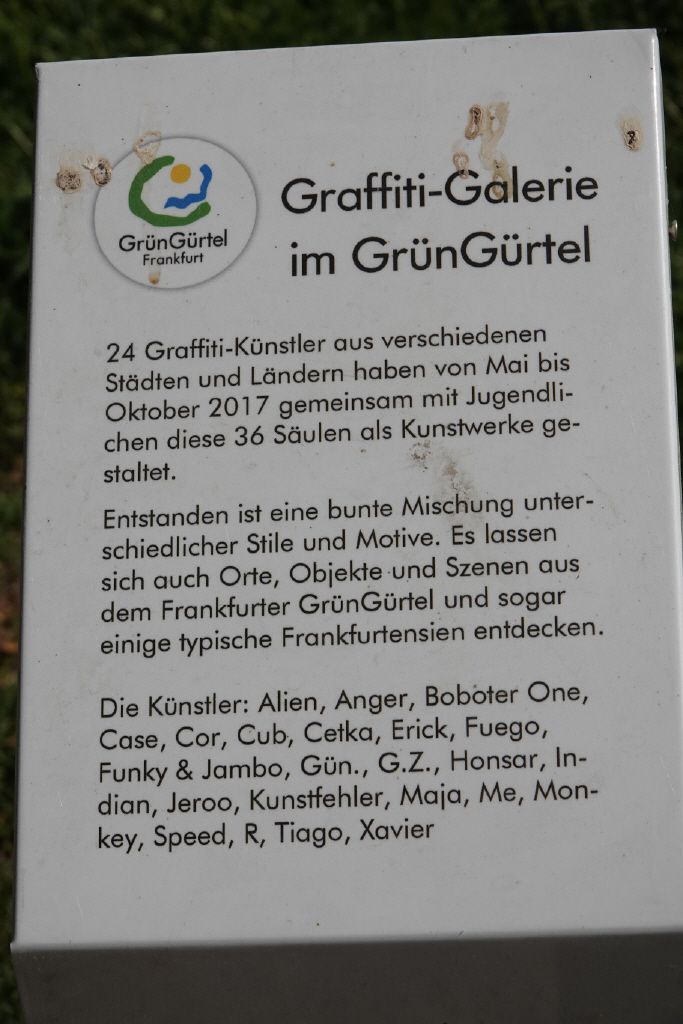 GrünGürtel
Frankfurt
Graffiti-Galerie
im GrünGürtel
24 Graffiti-Künstler aus verschiedenen
Städten und Ländern haben von Mai bis
Oktober 2017 gemeinsam mit Jugendli-
chen diese 36 Säulen als Kunstwerke ge-
staltet.
Entstanden ist eine bunte Mischung unter-
schiedlicher Stile und Motive. Es lassen
sich auch Orte, Objekte und Szenen aus
dem Frankfurter GrünGürtel und sogar
einige typische Frankfurtensien entdecken.
Die Künstler: Alien, Anger, Boboter One,
Case, Cor, Cub, Cetka, Erick, Fuego,
Funky & Jambo, Gün., G.Z., Honsar, In-
dian, Jeroo, Kunstfehler, Maja, Me, Mon-
key, Speed, R, Tiago, Xavier